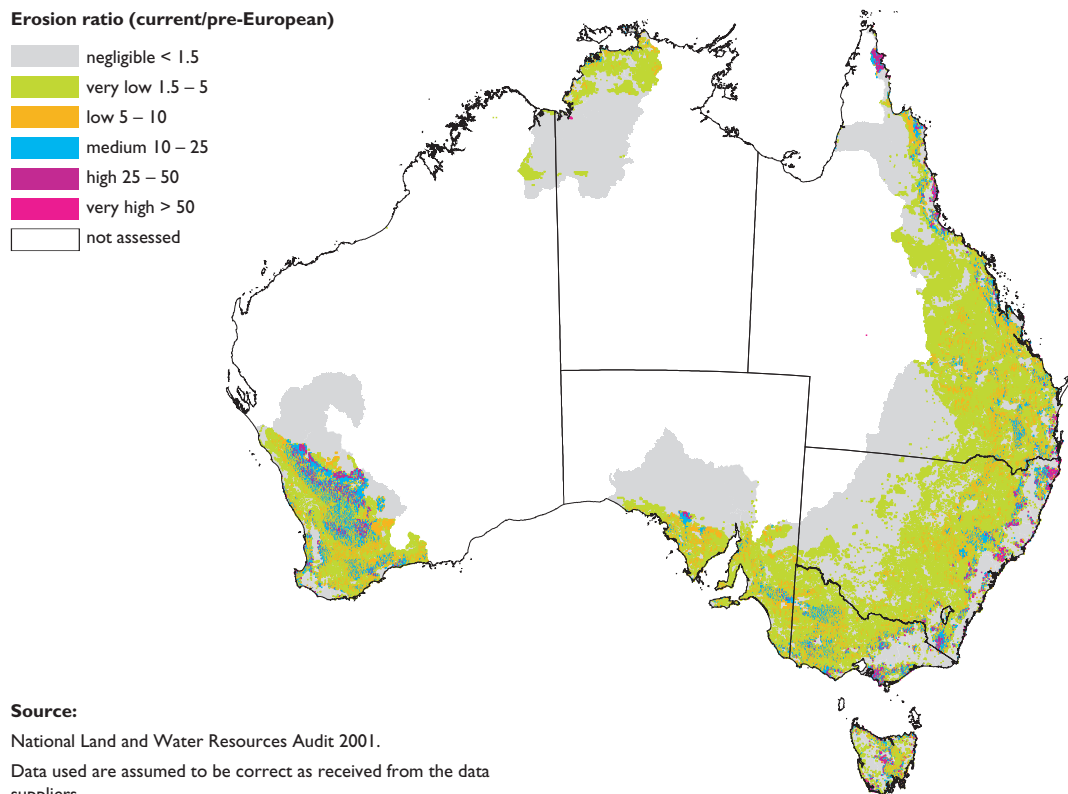 Erosion ratio (current/pre-European)
negligible < 1.5
very low 1.5 – 5
low 5 – 10
medium 10 – 25
high 25 – 50
very high > 50
not assessed
Source:
National Land and Water Resources Audit 2001.
Data used are assumed to be correct as received from the data
suppliers.